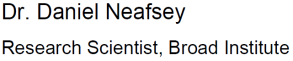 Dr. Daniel Neafsey
Research Scientist, Broad Institute